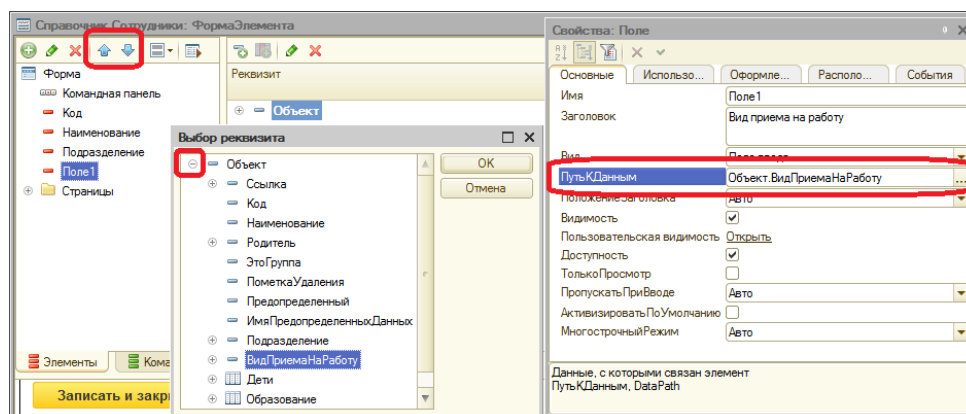 Справочник Сотрудники: ФормаЭлемента
Форма
Командная панель
Код
Наименование
Подразделение
Поле1
Страницы
Элементы
Кома
Записать и закр
Реквизит
Объект
Выбор реквизита
Объект
Ссылка
Код
Наименование
Родитель
ЭтоГруппа
ПометкаУдаления
Предопределенный
ИмяПредопределенныхДанных
Подразделение
ВидПриемаНаРаботу
Дети
Образование
OK
Отмена
Свойства: Поле
Основные
Использо...
Оформле...
Располо...
События
Имя
Поле1
Заголовок
Вид приема на работу
Вид
Поле ввода
ПутьКДанным
Объект.ВидПриемаНаРаботу
...
ПоложениеЗаголовка
Авто
Видимость
Пользовательская видимость
Открыть
Доступность
ТолькоПросмотр
ПропускатьПриВводе
Авто
АктивизироватьПоУмолчанию
МногострочныйРежим
Авто
Данные, с которыми связан элемент
ПутьКДанным, DataPath